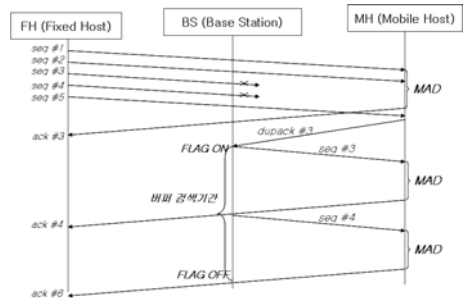 FH (Fixed Host)
BS (Base Station)
MH (Mobile Host)
seq #1
seq #2
seq #3
seq #4
seq #5
MAD
ack #3
dupack #3
FLAG ON
seq #3
MAD
버퍼 검색기간
ack #4
seq #4
MAD
FLAG OFF
ack #6